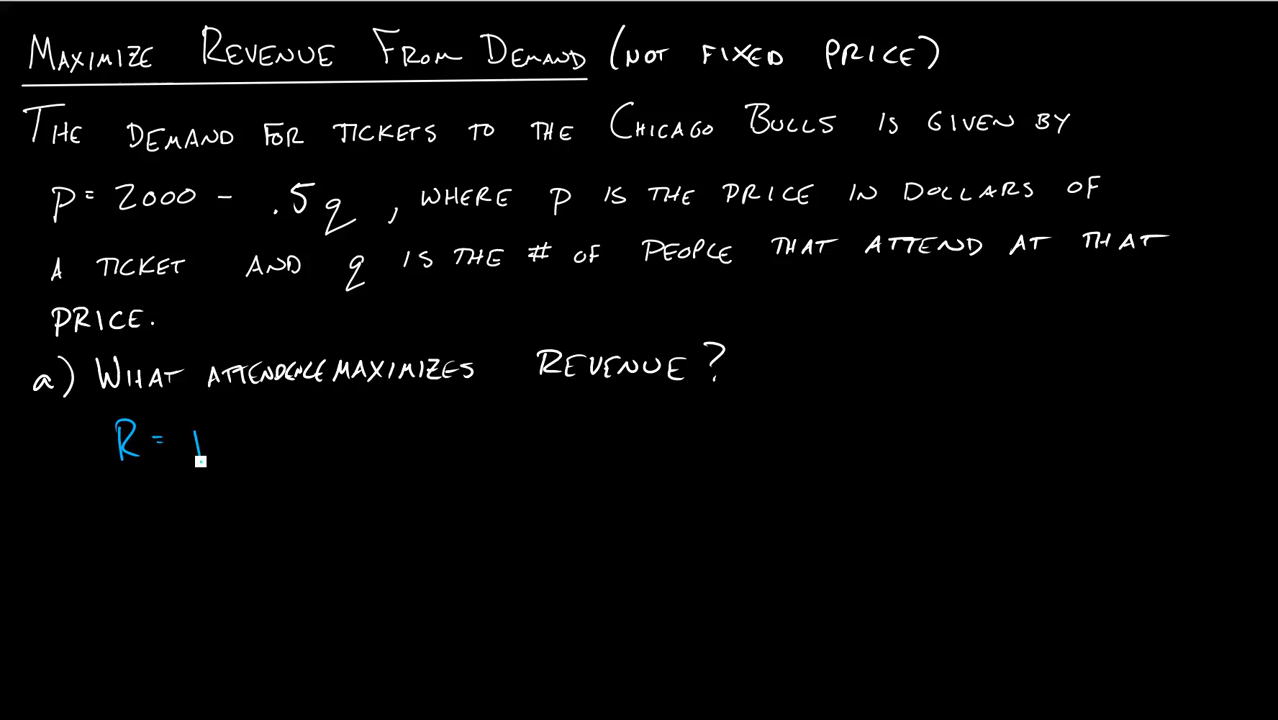 MAXIMIZE REVENUE FROM DEMAND (NOT FIXED PRICE)
THE DEMAND FOR TICKETS TO THE CHICAGO BULLS IS GIVEN BY
p = 2000 - .5q, WHERE p IS THE PRICE IN DOLLARS OF
A TICKET AND q IS THE # OF PEOPLE THAT ATTEND AT THAT
PRICE.
a) WHAT ATTENDENCE MAXIMIZES REVENUE?
R =